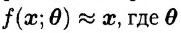 f(x; θ) ≈ x, где θ